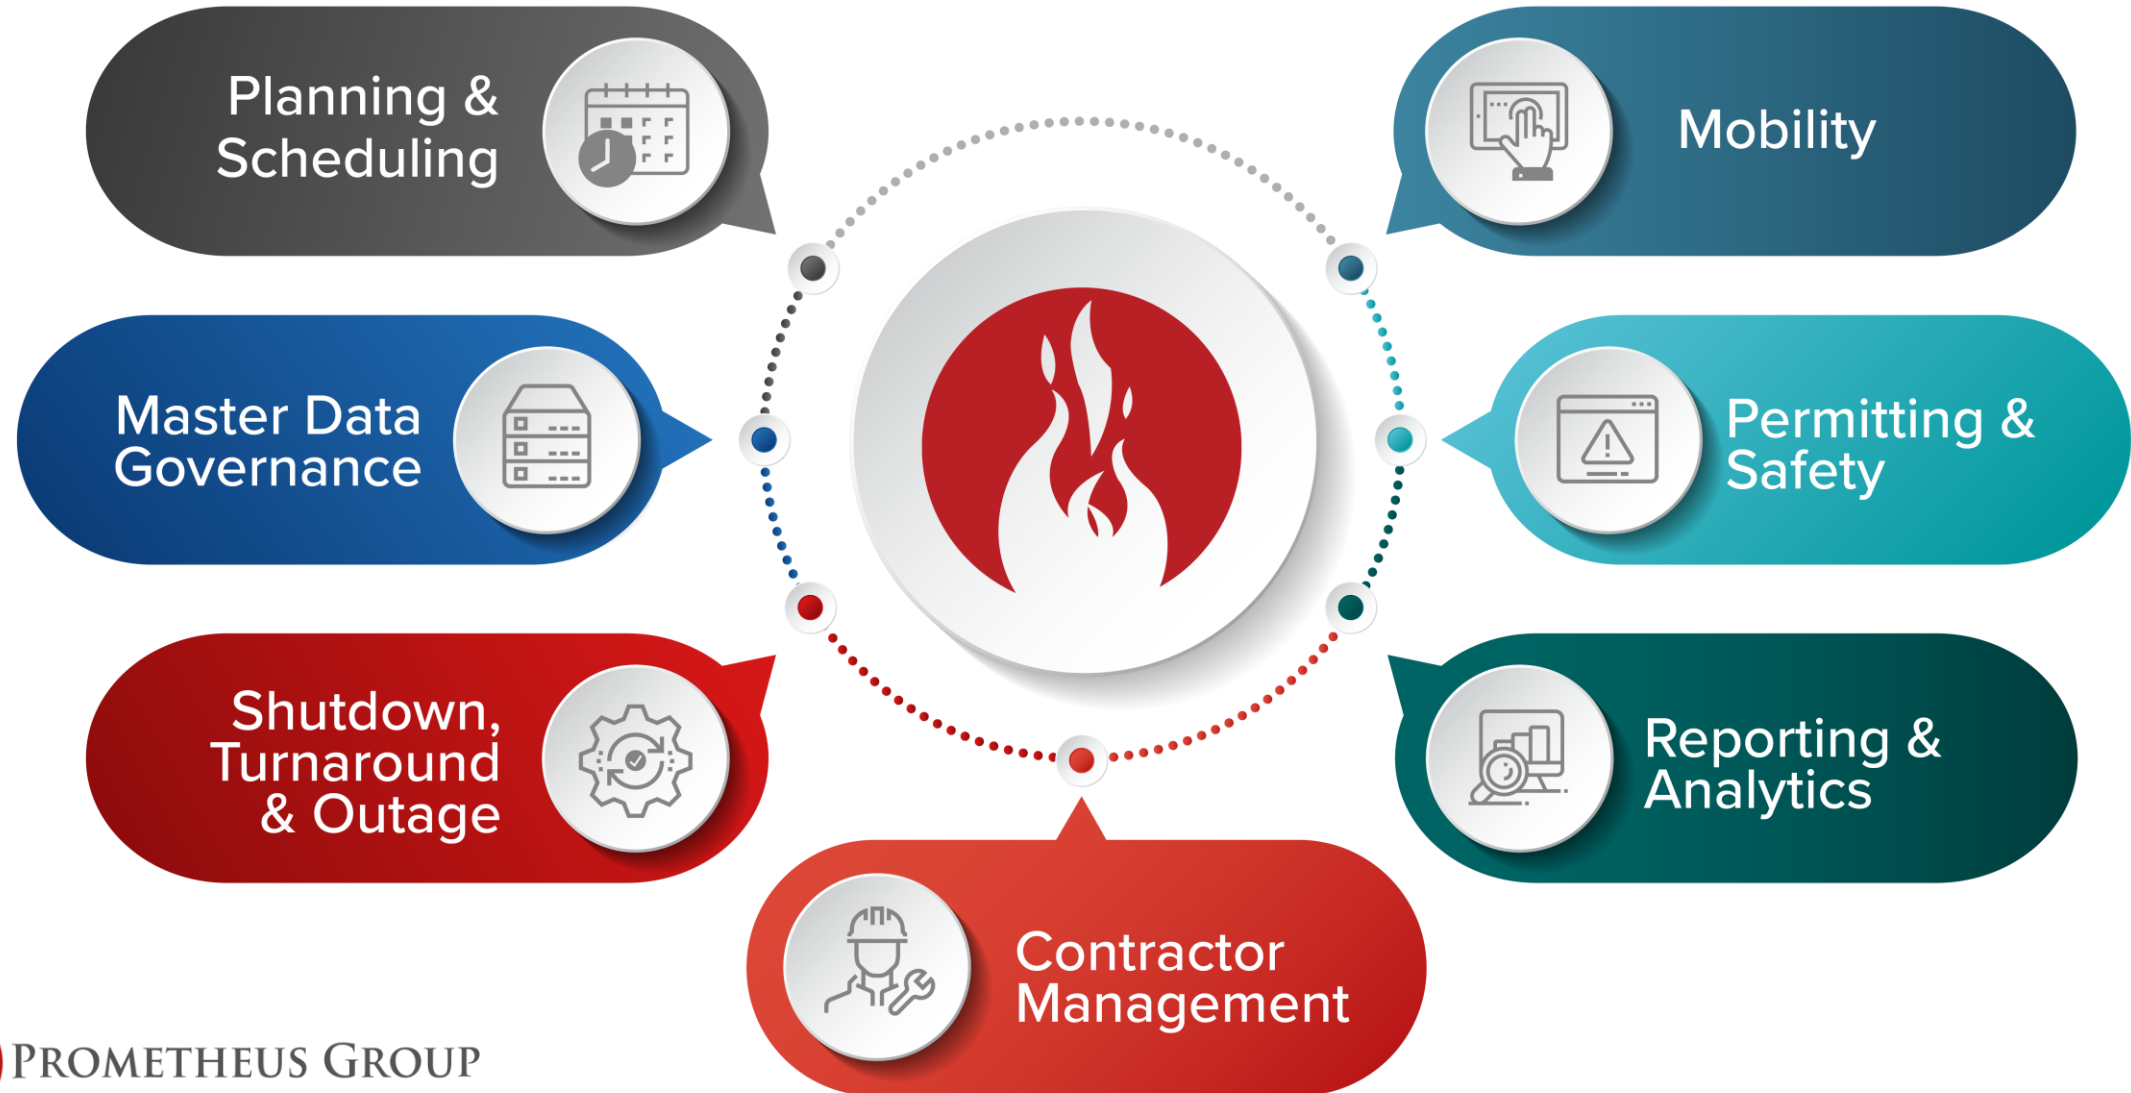 Planning &
Scheduling
Mobility
Master Data
Governance
Permitting &
Safety
Shutdown,
Turnaround
& Outage
Reporting &
Analytics
Contractor
Management
PROMETHEUS GROUP